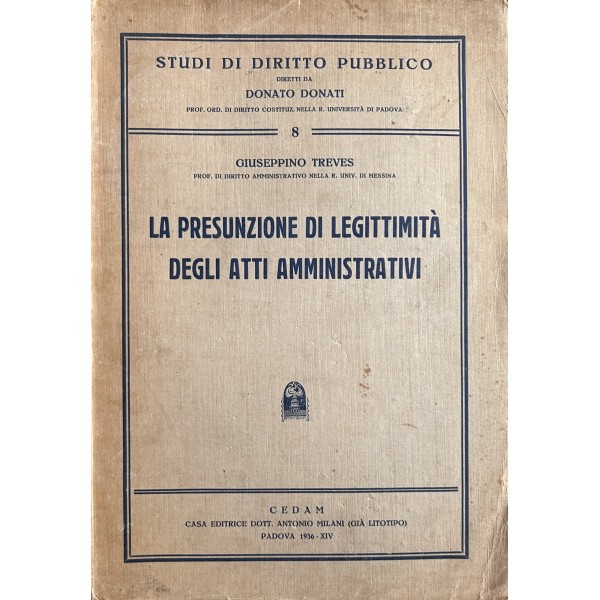 STUDI DI DIRITTO PUBBLICO
DIRETTI DA
DONATO DONATI
PROF. ORD. DI DIRITTO COSTITUZ. NELLA R. UNIVERSITÀ DI PADOVA
8
GIUSEPPINO TREVES
PROF. DI DIRITTO AMMINISTRATIVO NELLA R. UNIV. DI MESSINA
LA PRESUNZIONE DI LEGITTIMITÀ
DEGLI ATTI AMMINISTRATIVI
CEDAM
CASA EDITRICE DOTT. ANTONIO MILANI (GIÀ LITOTIPO)
PADOVA 1936 - XIV